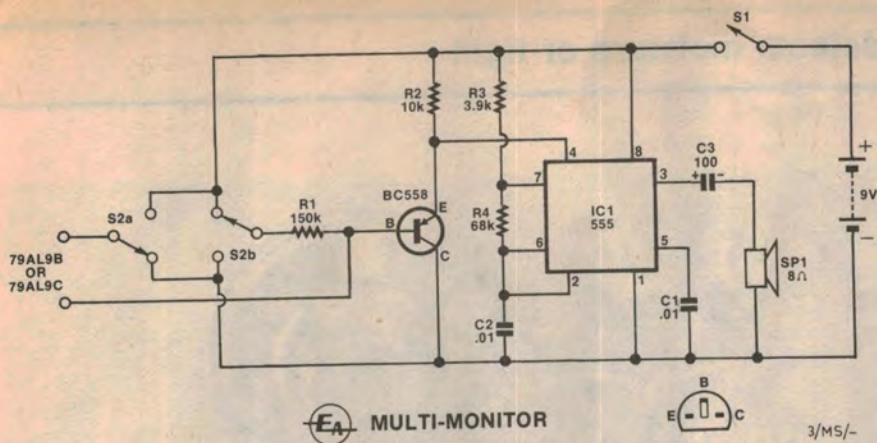 S1
R2
10k
R3
3.9k
4
8
C3
100
+ -
7
3
BC558
E
S2a
R1
150k
B
R4
68k
IC1
555
+
9V
-
C
6
5
S2b
79AL9B
OR
79AL9C
2
1
SP1
8Ω
C2
.01
C1
.01
EA MULTI-MONITOR
B
E C
3/MS/-